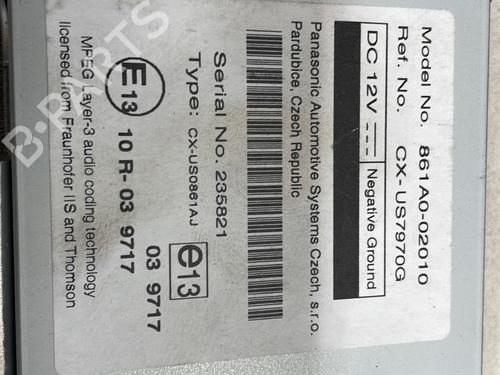 Model No. 861A0-02010
Ref. No. CX-US7970G
DC 12V Negative Ground
Panasonic Automotive Systems Czech, s.r.o.
Pardubice, Czech Republic
Serial No. 235821
Type: CX-US0861AJ
E13 10 R-03 9717
e13 03 9717
MPEG Layer-3 audio coding technology
licensed from Fraunhofer IIS and Thomson
B-PARTS